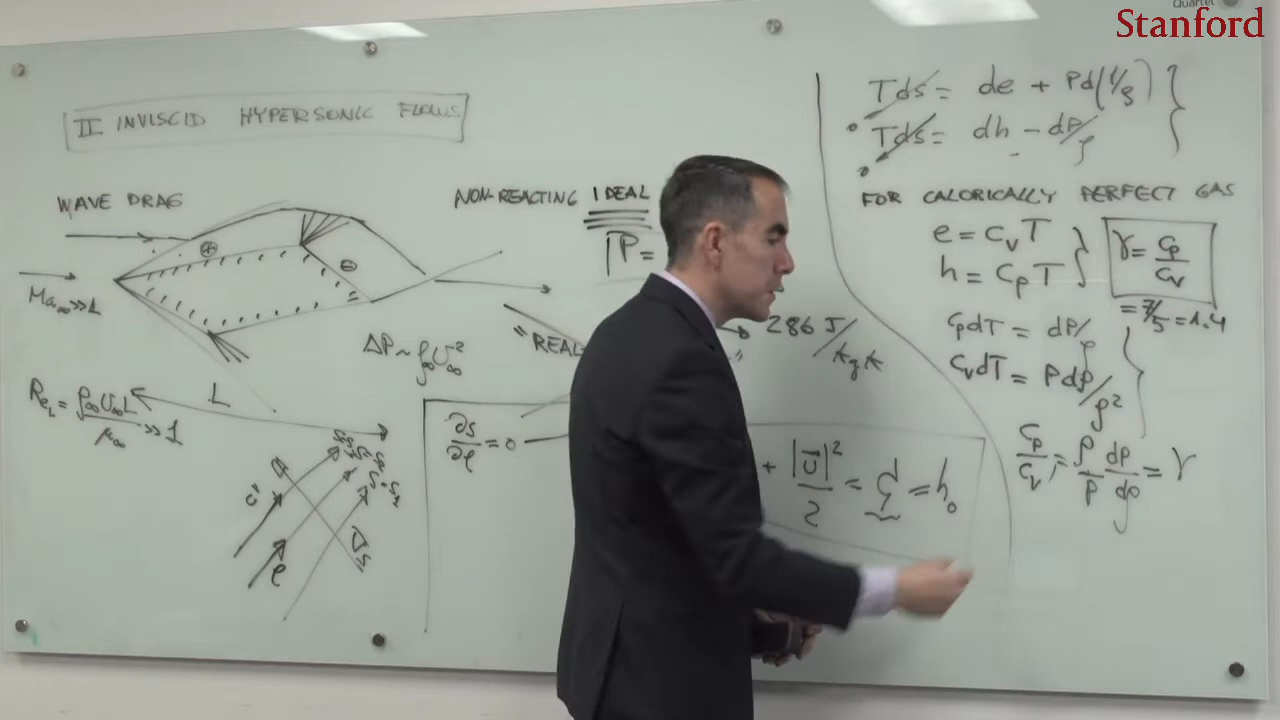 Quartet
Stanford
II INVISCID HYPERSONIC FLOWS
WAVE DRAG
Ma∞ >> 1
⊕
⊖
ΔP ~ ρ∞ U∞²
Re_L = ρ∞ U∞ L / μ∞ >> 1
L
∂s/∂ℓ = 0
ℓ
∇s
NON-REACTING IDEAL
P =
"REAL
286 J/kg K
+ |ū|²/2 = ϕ = h₀
Tds = de + Pd(1/ρ)
Tds = dh - dP/ρ
FOR CALORICALLY PERFECT GAS
e = CᵥT
h = CₚT
γ = Cₚ/Cᵥ
= 7/5 = 1.4
CₚdT = dP/ρ
CᵥdT = Pdρ/ρ²
Cₚ/Cᵥ = ρ/P dP/dρ = γ